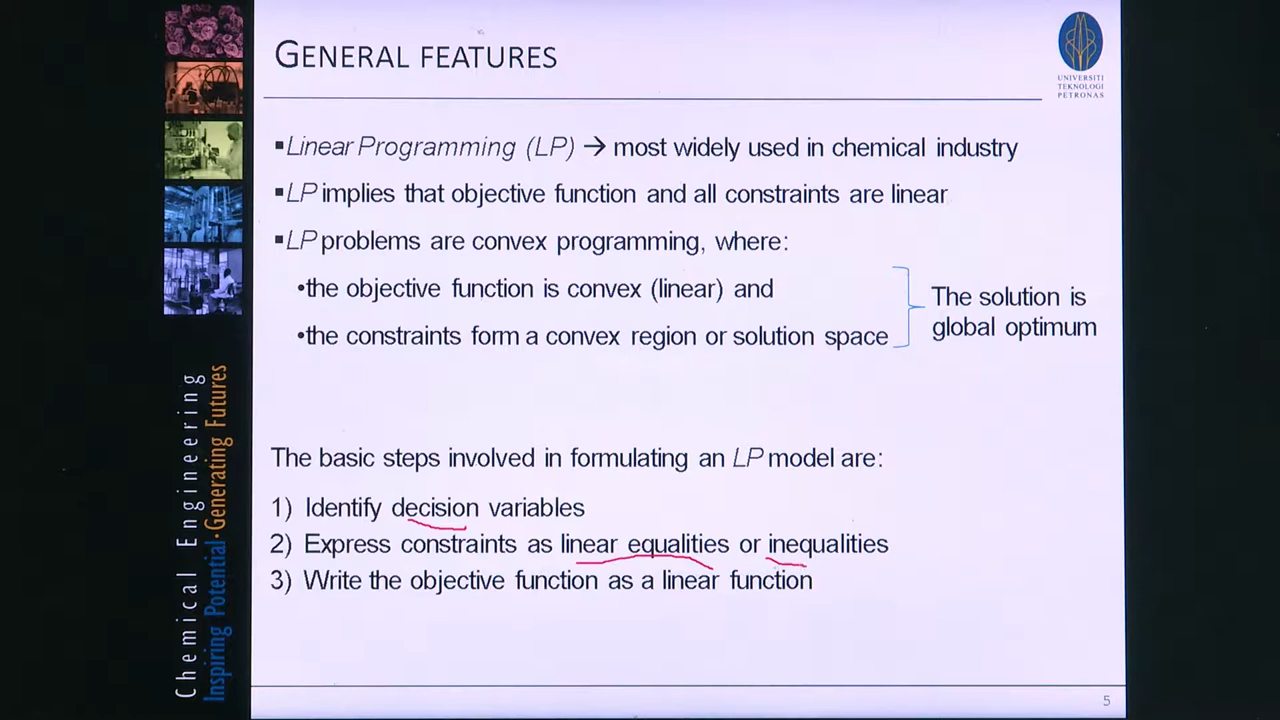 GENERAL FEATURES
UNIVERSITI
TEKNOLOGI
PETRONAS
▪Linear Programming (LP) → most widely used in chemical industry
▪LP implies that objective function and all constraints are linear
▪LP problems are convex programming, where:
•the objective function is convex (linear) and
•the constraints form a convex region or solution space
The solution is
global optimum
The basic steps involved in formulating an LP model are:
1) Identify decision variables
2) Express constraints as linear equalities or inequalities
3) Write the objective function as a linear function
Chemical Engineering
Inspiring Potential·Generating Futures
5